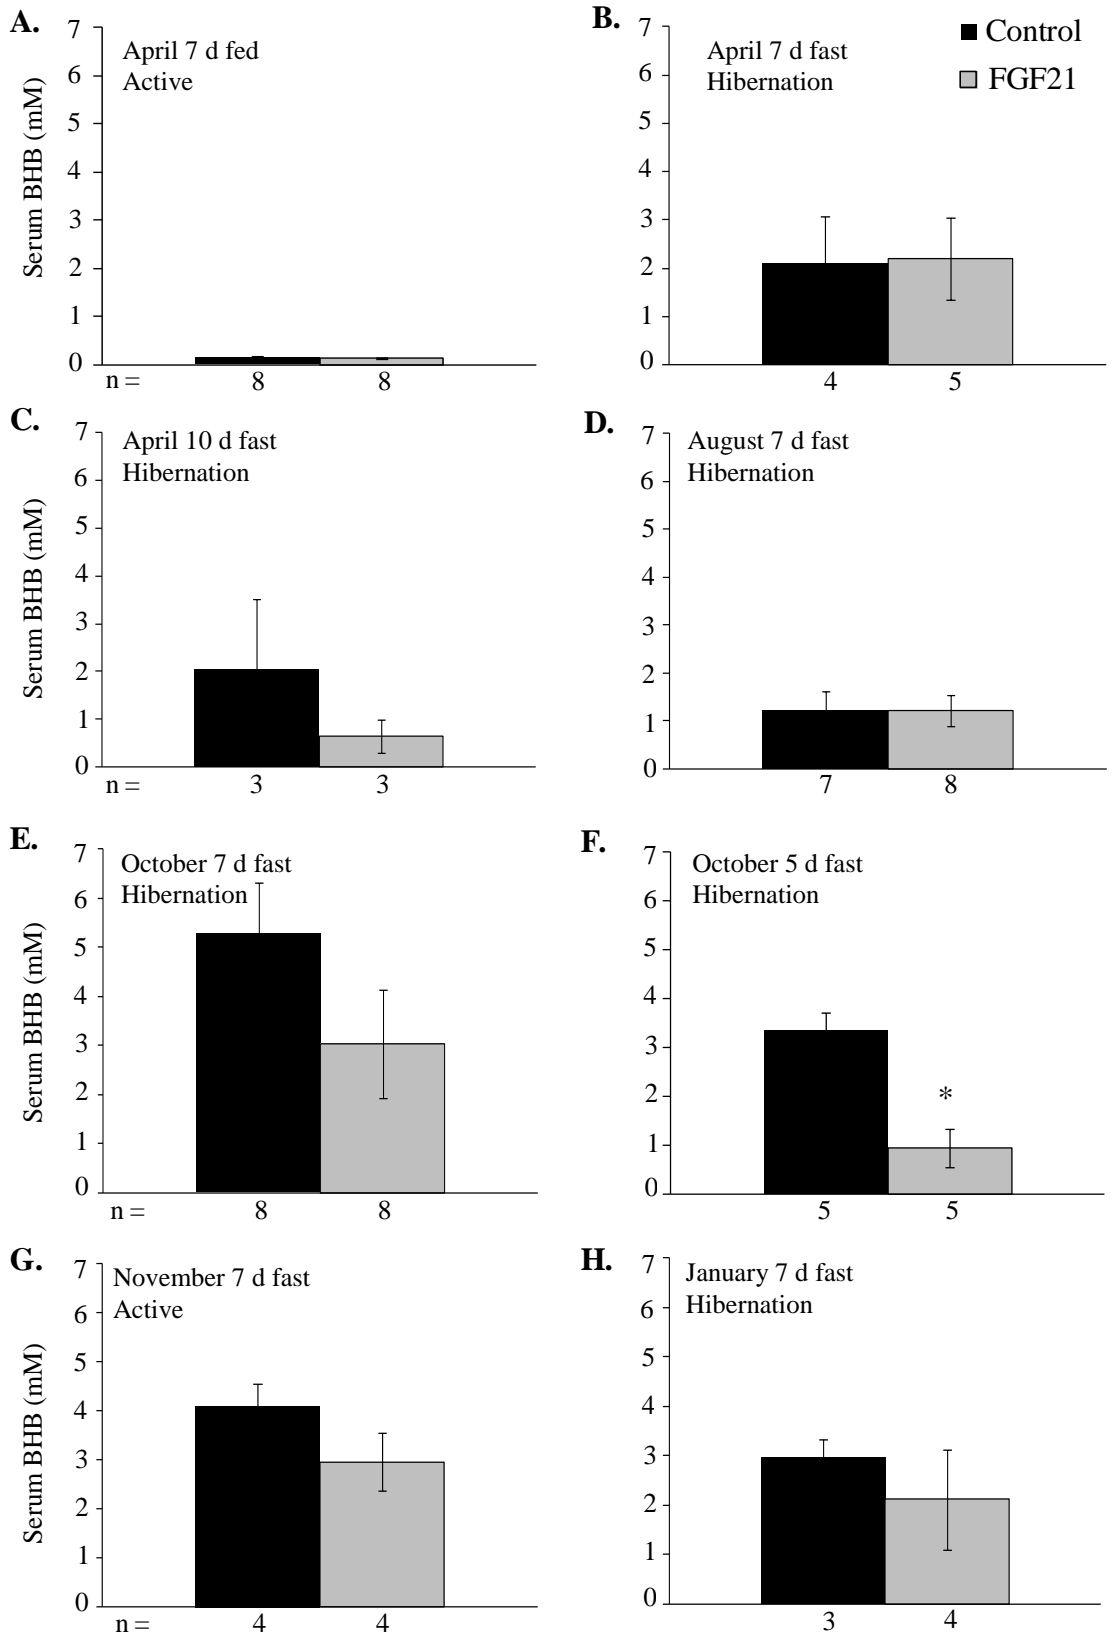 A.
April 7 d fed
Active
Serum BHB (mM)
7
6
5
4
3
2
1
0
n =
8
8
B.
April 7 d fast
Hibernation
Control
FGF21
7
6
5
4
3
2
1
0
4
5
C.
April 10 d fast
Hibernation
Serum BHB (mM)
7
6
5
4
3
2
1
0
n =
3
3
D.
August 7 d fast
Hibernation
7
6
5
4
3
2
1
0
7
8
E.
October 7 d fast
Hibernation
Serum BHB (mM)
7
6
5
4
3
2
1
0
n =
8
8
F.
October 5 d fast
Hibernation
7
6
5
4
3
2
1
0
*
5
5
G.
November 7 d fast
Active
Serum BHB (mM)
7
6
5
4
3
2
1
0
n =
4
4
H.
January 7 d fast
Hibernation
7
6
5
4
3
2
1
0
3
4